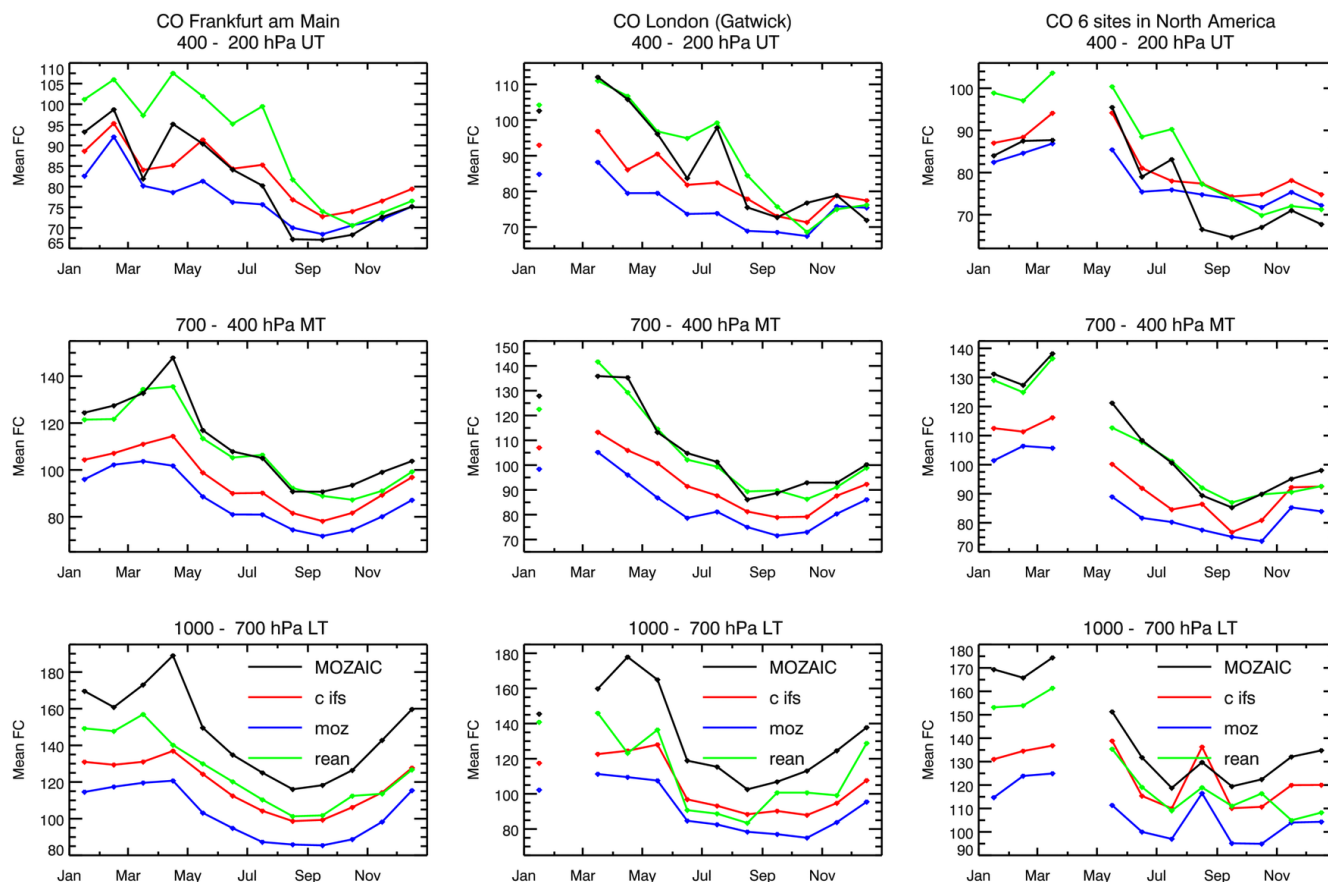 CO Frankfurt am Main
400 - 200 hPa UT
CO London (Gatwick)
400 - 200 hPa UT
CO 6 sites in North America
400 - 200 hPa UT
Mean FC
110
105
100
95
90
85
80
75
70
65
Jan Mar May Jul Sep Nov
Mean FC
110
100
90
80
70
Jan Mar May Jul Sep Nov
Mean FC
100
90
80
70
Jan Mar May Jul Sep Nov
700 - 400 hPa MT
Mean FC
140
120
100
80
Jan Mar May Jul Sep Nov
700 - 400 hPa MT
Mean FC
150
140
130
120
110
100
90
80
70
Jan Mar May Jul Sep Nov
700 - 400 hPa MT
Mean FC
140
130
120
110
100
90
80
70
Jan Mar May Jul Sep Nov
1000 - 700 hPa LT
Mean FC
180
160
140
120
100
80
MOZAIC
c ifs
moz
rean
Jan Mar May Jul Sep Nov
1000 - 700 hPa LT
Mean FC
180
160
140
120
100
80
MOZAIC
c ifs
moz
rean
Jan Mar May Jul Sep Nov
1000 - 700 hPa LT
Mean FC
180
170
160
150
140
130
120
110
100
90
MOZAIC
c ifs
moz
rean
Jan Mar May Jul Sep Nov